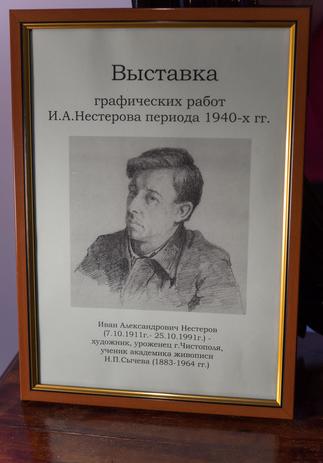 Выставка
графических работ
И.А.Нестерова периода 1940-х гг.
Иван Александрович Нестеров
(7.10.1911г.- 25.10.1991г.) -
художник, уроженец г.Чистополя,
ученик академика живописи
Н.П.Сычева (1883-1964 гг.)